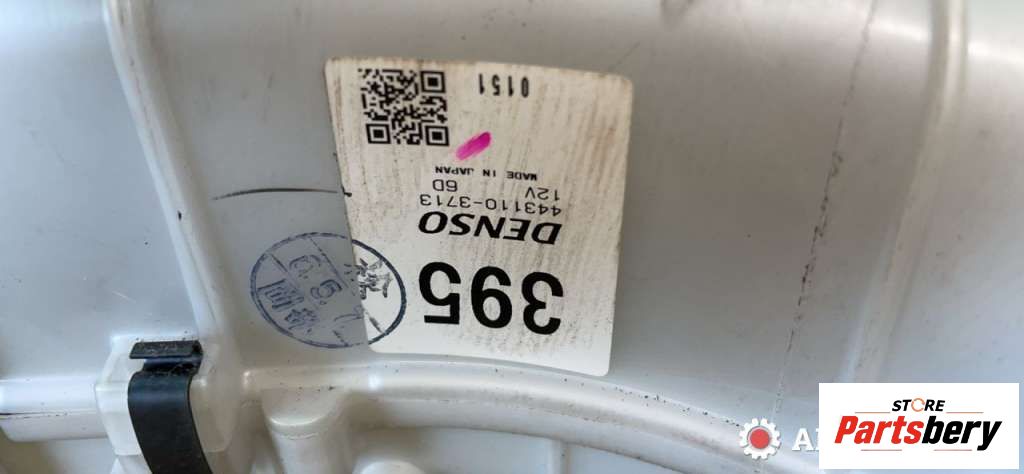 395
DENSO
443110-3713
12V
6D
MADE IN JAPAN
0151
STORE
Partsbery